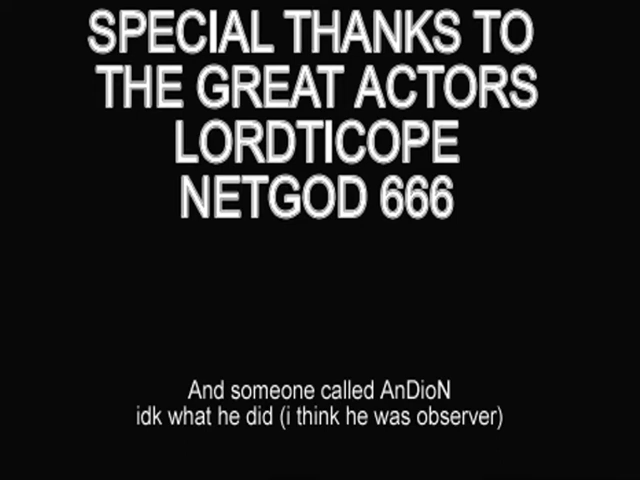 SPECIAL THANKS TO
THE GREAT ACTORS
LORDTICOPE
NETGOD 666
And someone called AnDioN
idk what he did (i think he was observer)